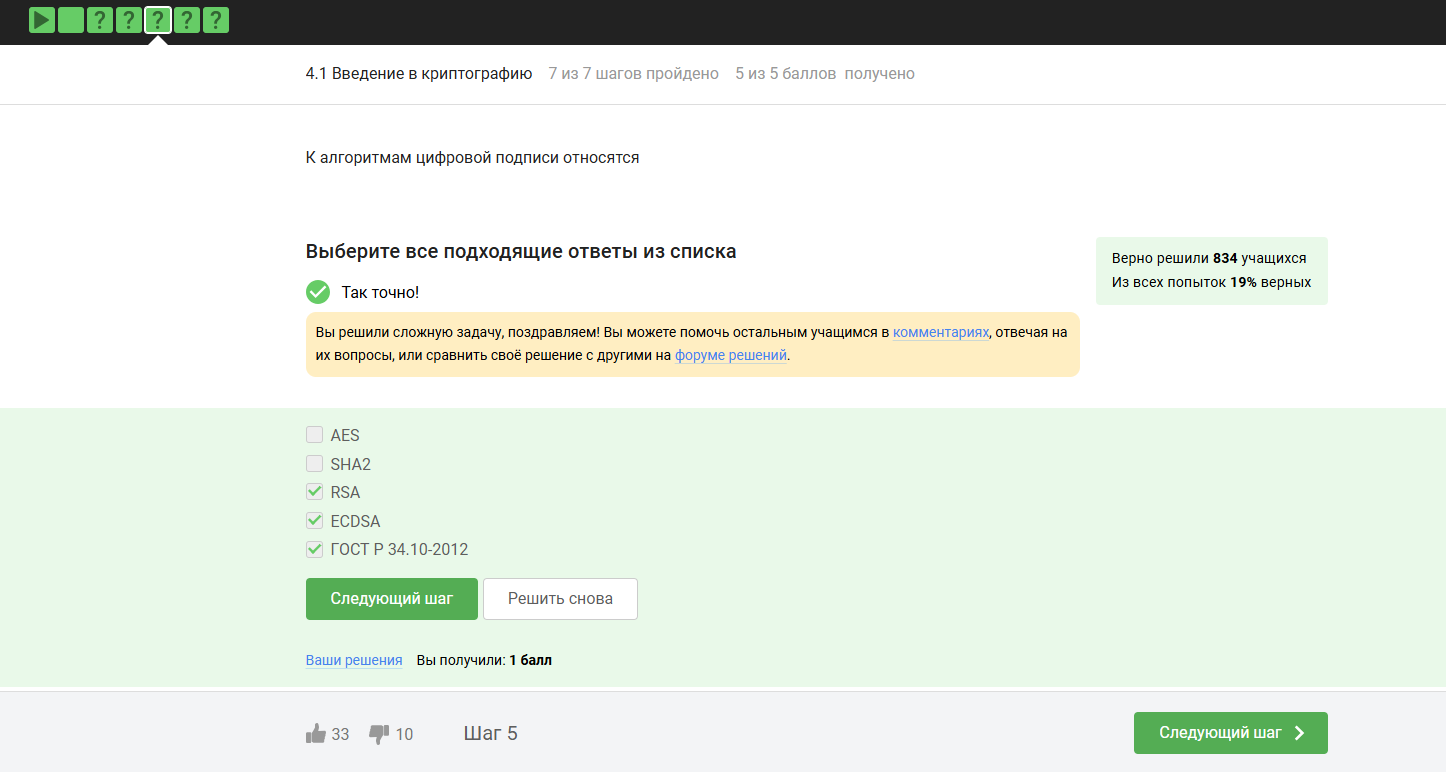 ? ? ? ? ?
4.1 Введение в криптографию 7 из 7 шагов пройдено 5 из 5 баллов получено
К алгоритмам цифровой подписи относятся
Выберите все подходящие ответы из списка
Верно решили 834 учащихся
Из всех попыток 19% верных
Так точно!
Вы решили сложную задачу, поздравляем! Вы можете помочь остальным учащимся в комментариях, отвечая на
их вопросы, или сравнить своё решение с другими на форуме решений.
AES
SHA2
RSA
ECDSA
ГОСТ Р 34.10-2012
Следующий шаг Решить снова
Ваши решения Вы получили: 1 балл
33 10 Шаг 5 Следующий шаг